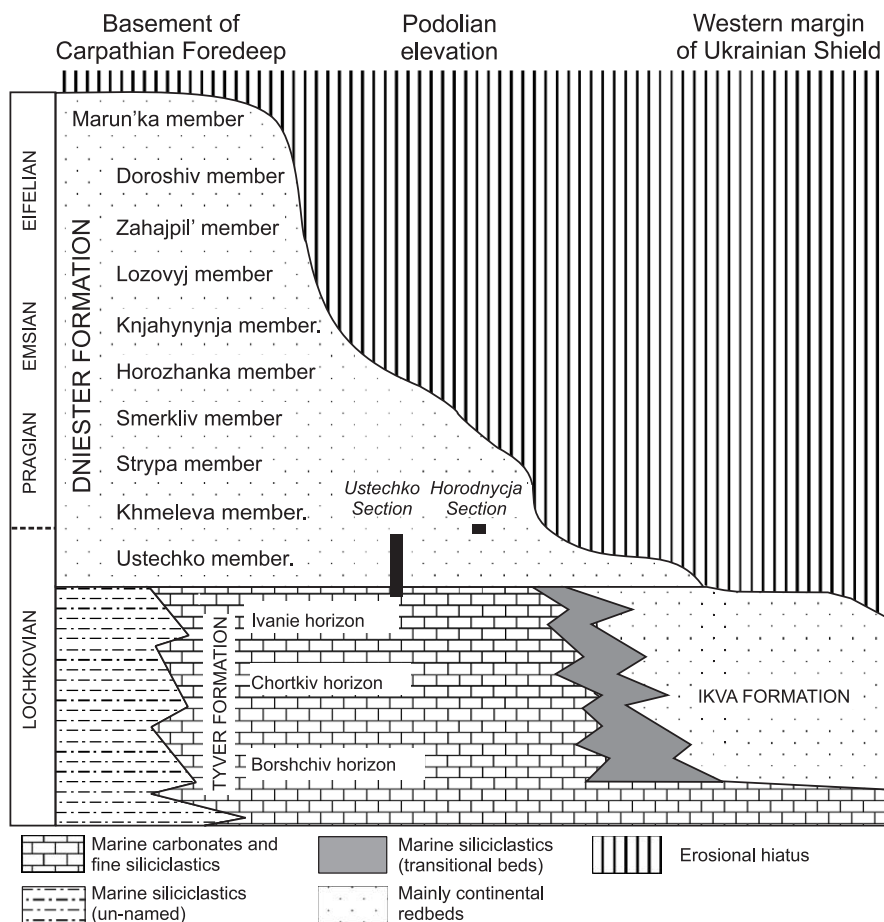 Basement of
Carpathian Foredeep
Podolian
elevation
Western margin
of Ukrainian Shield
EIFELIAN
EMSIAN
PRAGIAN
LOCHKOVIAN
DNIESTER FORMATION
Marun'ka member
Doroshiv member
Zahajpil' member
Lozovyj member
Knjahynynja member.
Horozhanka member
Smerkliv member
Strypa member
Khmeleva member.
Ustechko member.
Ustechko
Section
Horodnycja
Section
TYVER FORMATION
Ivanie horizon
Chortkiv horizon
Borshchiv horizon
IKVA FORMATION
Marine carbonates and
fine siliciclastics
Marine siliciclastics
(transitional beds)
Erosional hiatus
Marine siliciclastics
(un-named)
Mainly continental
redbeds